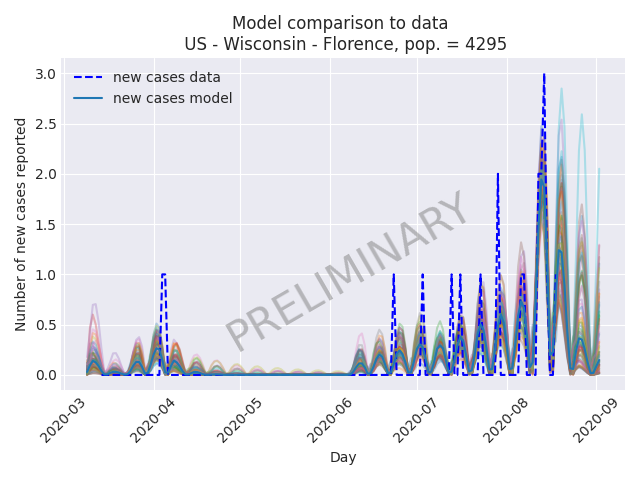 Model comparison to data
US - Wisconsin - Florence, pop. = 4295
new cases data
new cases model
3.0
2.5
2.0
1.5
1.0
0.5
0.0
Number of new cases reported
PRELIMINARY
2020-03
2020-04
2020-05
2020-06
2020-07
2020-08
2020-09
Day